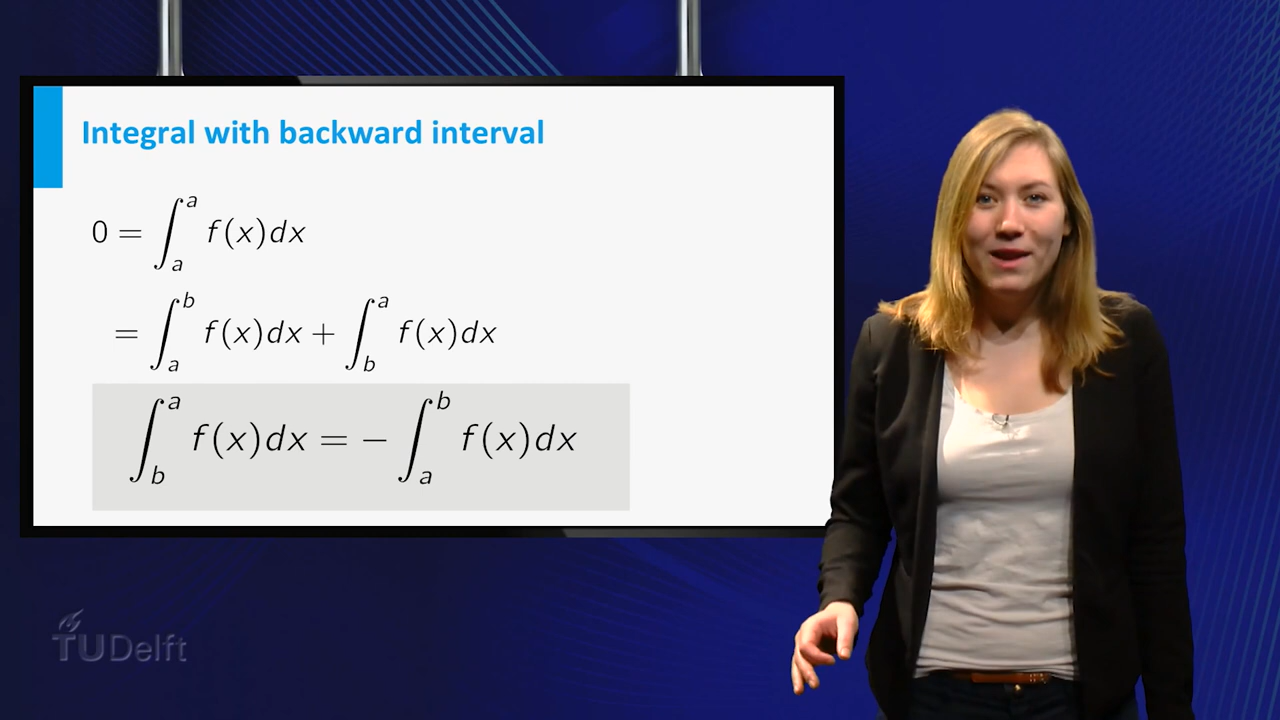 Integral with backward interval
0 = ∫_a^a f(x)dx
= ∫_a^b f(x)dx + ∫_b^a f(x)dx
∫_b^a f(x)dx = − ∫_a^b f(x)dx
TUDelft